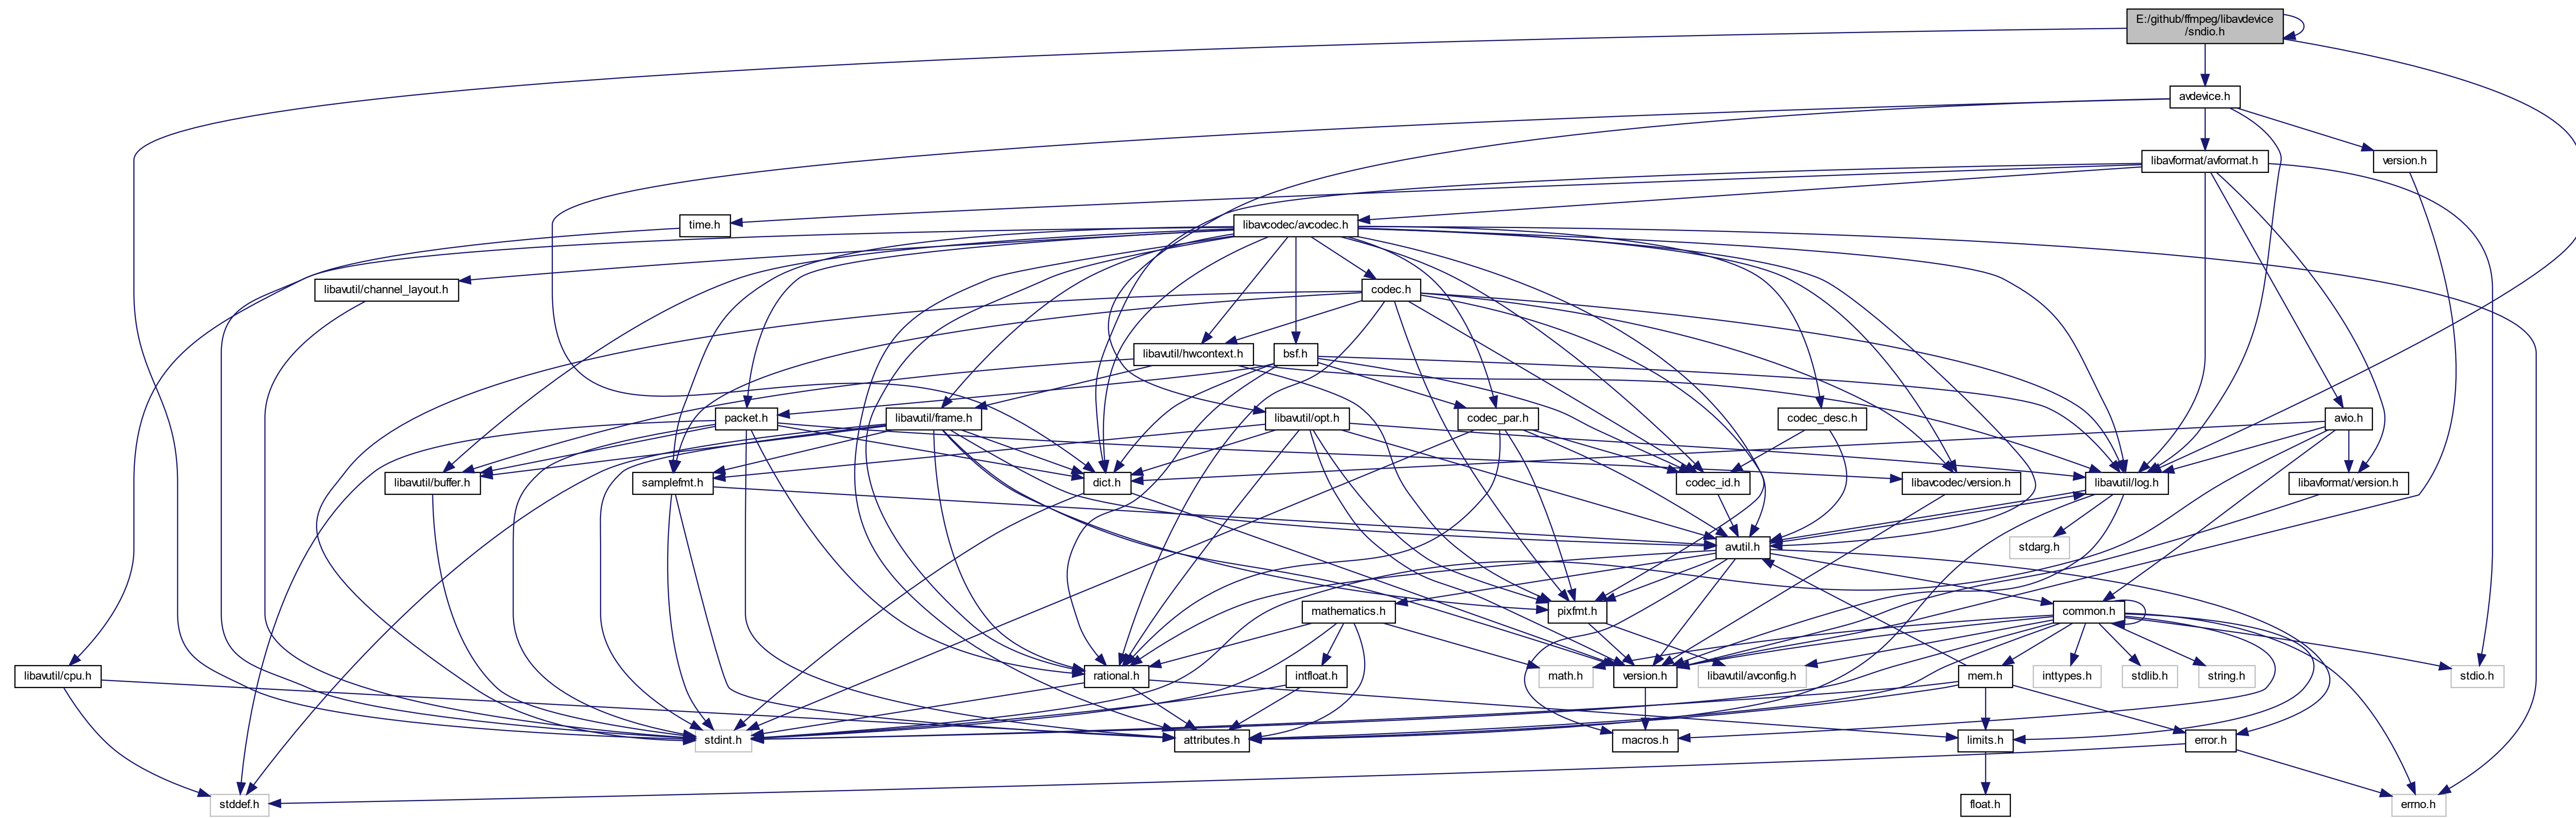 E:/github/ffmpeg/libavdevice
/sndio.h
avdevice.h
libavformat/avformat.h
version.h
time.h
libavcodec/avcodec.h
libavutil/channel_layout.h
codec.h
libavutil/hwcontext.h
bsf.h
packet.h
libavutil/frame.h
libavutil/opt.h
codec_par.h
codec_desc.h
avio.h
libavutil/buffer.h
samplefmt.h
dict.h
codec_id.h
libavcodec/version.h
libavutil/log.h
libavformat/version.h
avutil.h
stdarg.h
mathematics.h
pixfmt.h
common.h
libavutil/cpu.h
rational.h
intfloat.h
math.h
version.h
libavutil/avconfig.h
mem.h
inttypes.h
stdlib.h
string.h
stdio.h
stdint.h
attributes.h
macros.h
limits.h
error.h
stddef.h
float.h
errno.h